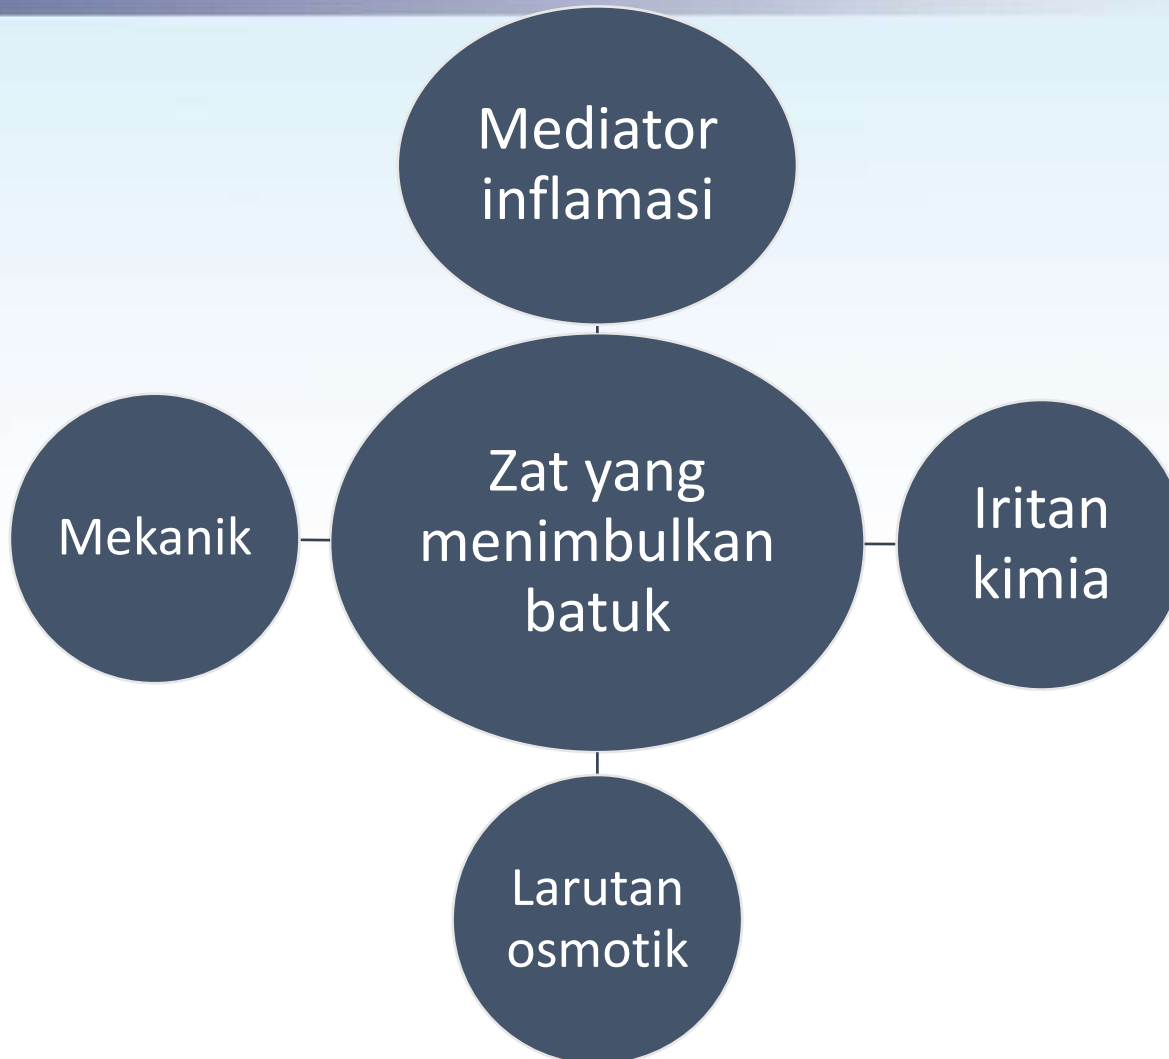 Mediator
inflamasi
Mekanik
Zat yang
menimbulkan
batuk
Iritan
kimia
Larutan
osmotik